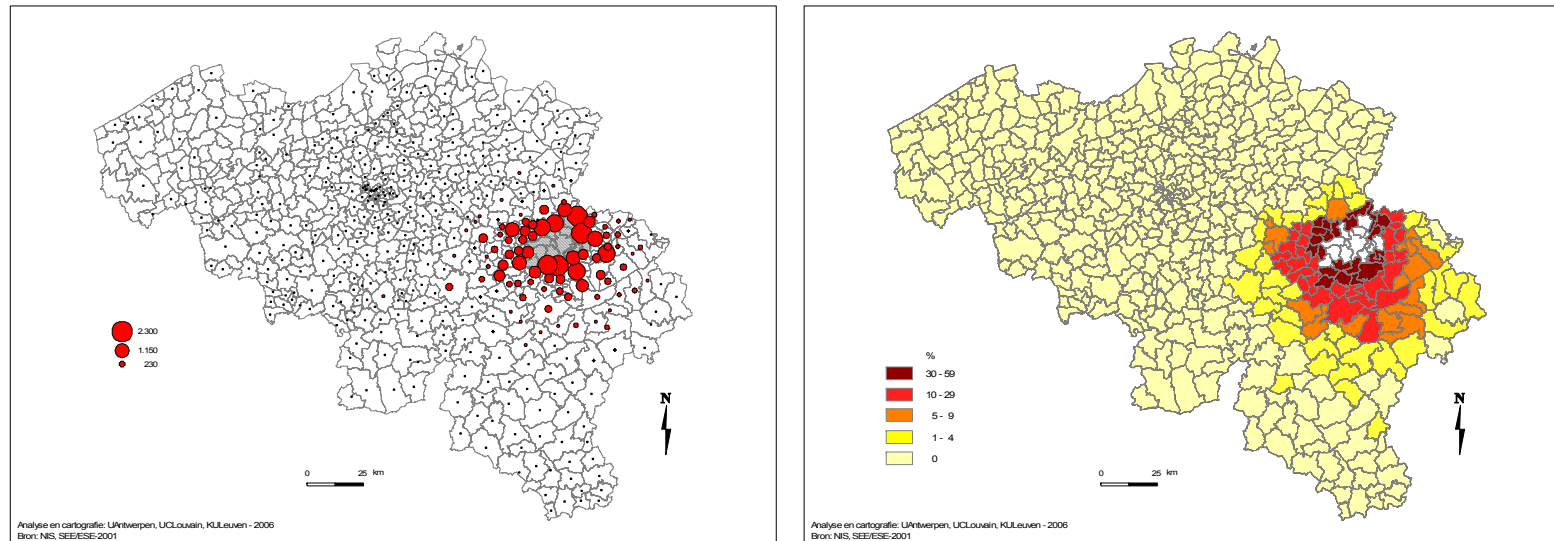 2.300
1.150
230
0 25 km
N
Analyse en cartografie: UAntwerpen, UCLouvain, KULeuven - 2006
Bron: NIS, SEE/ESE-2001
%
30 - 59
10 - 29
5 - 9
1 - 4
0
0 25 km
N
Analyse en cartografie: UAntwerpen, UCLouvain, KULeuven - 2006
Bron: NIS, SEE/ESE-2001